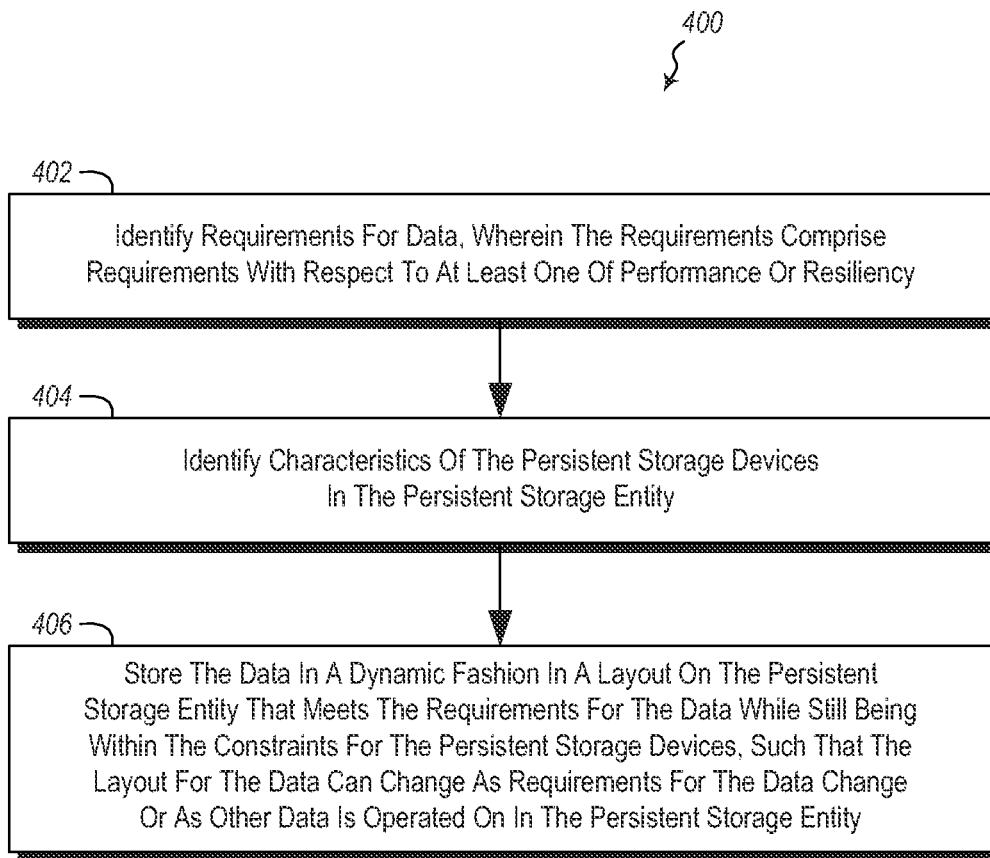 400
402
Identify Requirements For Data, Wherein The Requirements Comprise
Requirements With Respect To At Least One Of Performance Or Resiliency
404
Identify Characteristics Of The Persistent Storage Devices
In The Persistent Storage Entity
406
Store The Data In A Dynamic Fashion In A Layout On The Persistent
Storage Entity That Meets The Requirements For The Data While Still Being
Within The Constraints For The Persistent Storage Devices, Such That The
Layout For The Data Can Change As Requirements For The Data Change
Or As Other Data Is Operated On In The Persistent Storage Entity